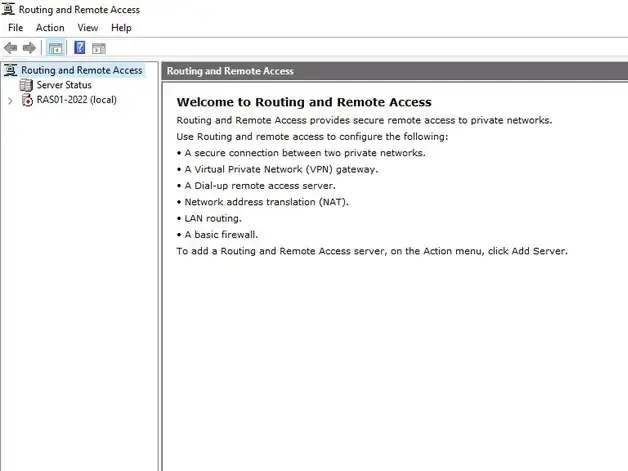 Routing and Remote Access
File Action View Help
Routing and Remote Access
Server Status
RAS01-2022 (local)
Routing and Remote Access
Welcome to Routing and Remote Access
Routing and Remote Access provides secure remote access to private networks.
Use Routing and remote access to configure the following:
• A secure connection between two private networks.
• A Virtual Private Network (VPN) gateway.
• A Dial-up remote access server.
• Network address translation (NAT).
• LAN routing.
• A basic firewall.
To add a Routing and Remote Access server, on the Action menu, click Add Server.